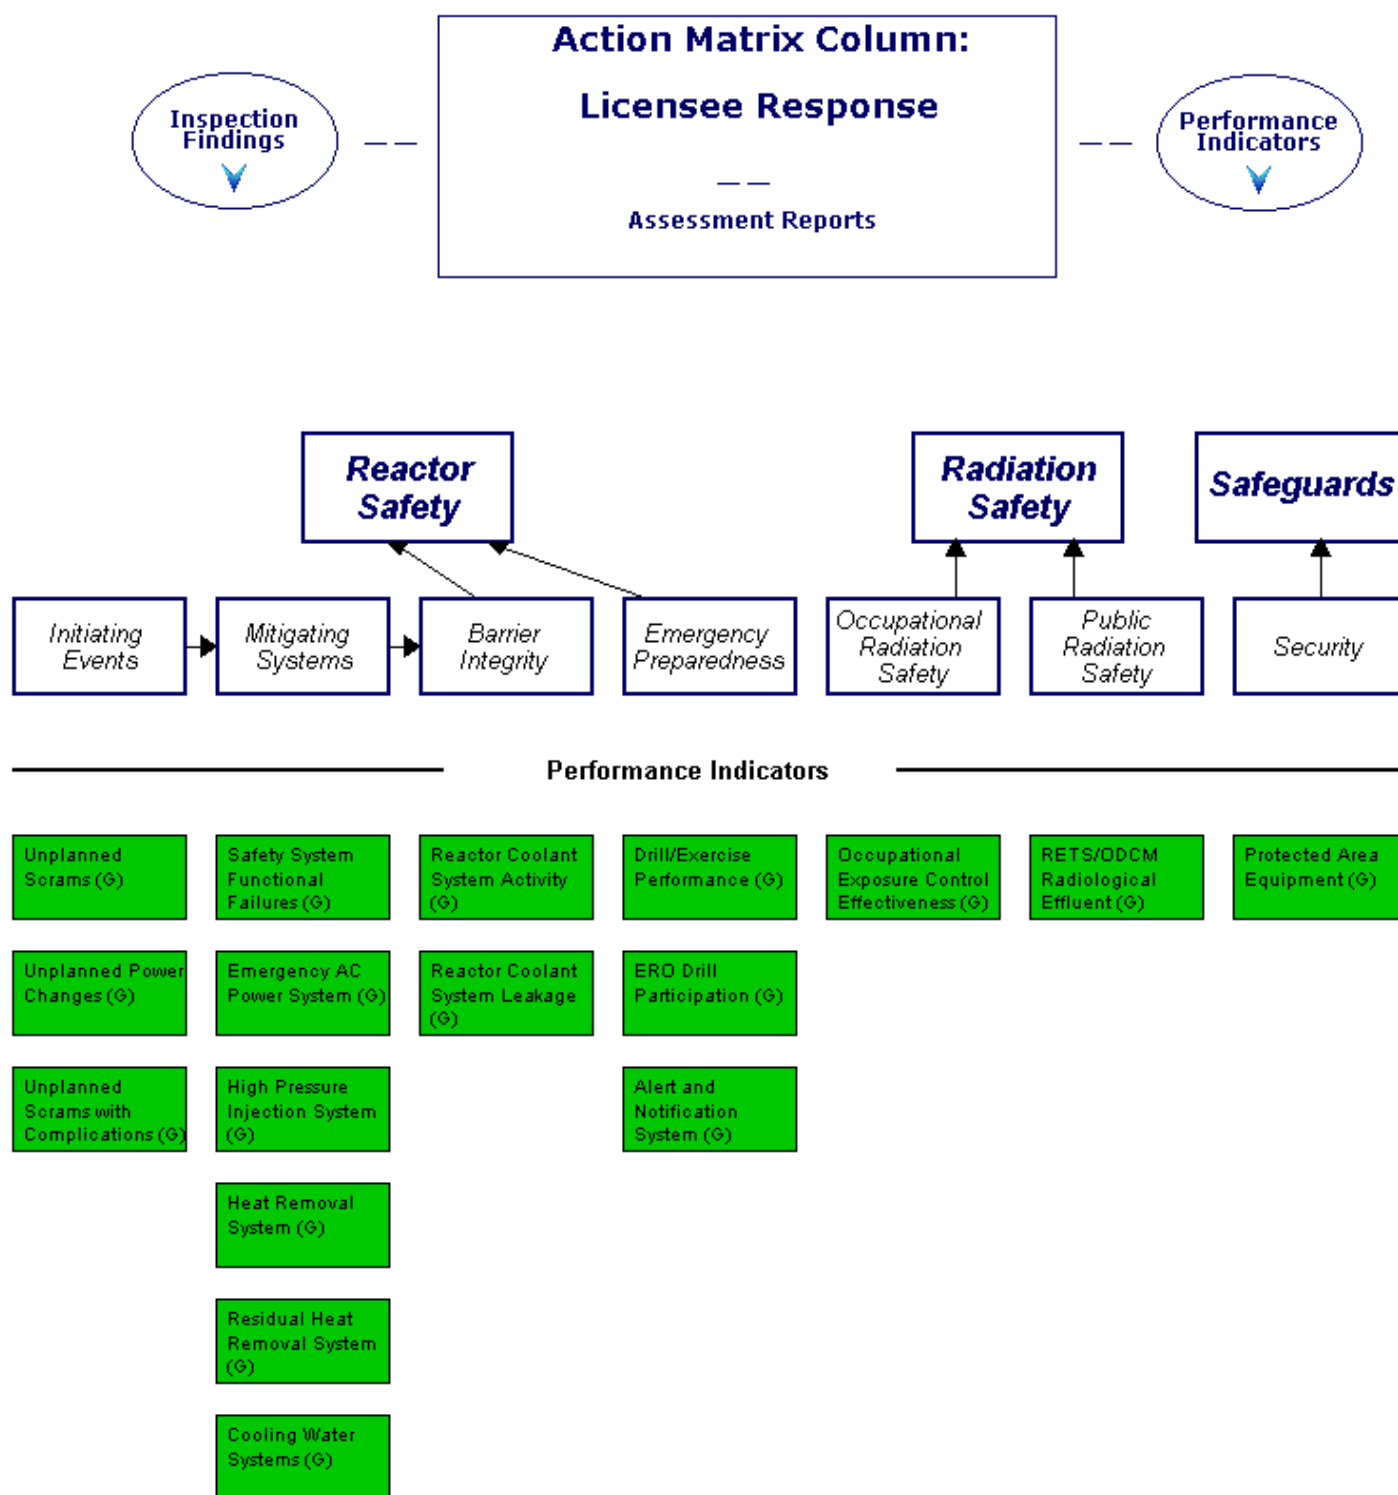 Action Matrix Column:
Licensee Response
Assessment Reports
Inspection
Findings
Performance
Indicators
Reactor
Safety
Radiation
Safety
Safeguards
Initiating
Events
Mitigating
Systems
Barrier
Integrity
Emergency
Preparedness
Occupational
Radiation
Safety
Public
Radiation
Safety
Security
Performance Indicators
Unplanned
Scrams (G)
Safety System
Functional
Failures (G)
Reactor Coolant
System Activity
(G)
Drill/Exercise
Performance (G)
Occupational
Exposure Control
Effectiveness (G)
RETS/ODCM
Radiological
Effluent (G)
Protected Area
Equipment (G)
Unplanned Power
Changes (G)
Emergency AC
Power System (G)
Reactor Coolant
System Leakage
(G)
ERO Drill
Participation (G)
Unplanned
Scrams with
Complications (G)
High Pressure
Injection System
(G)
Alert and
Notification
System (G)
Heat Removal
System (G)
Residual Heat
Removal System
(G)
Cooling Water
Systems (G)